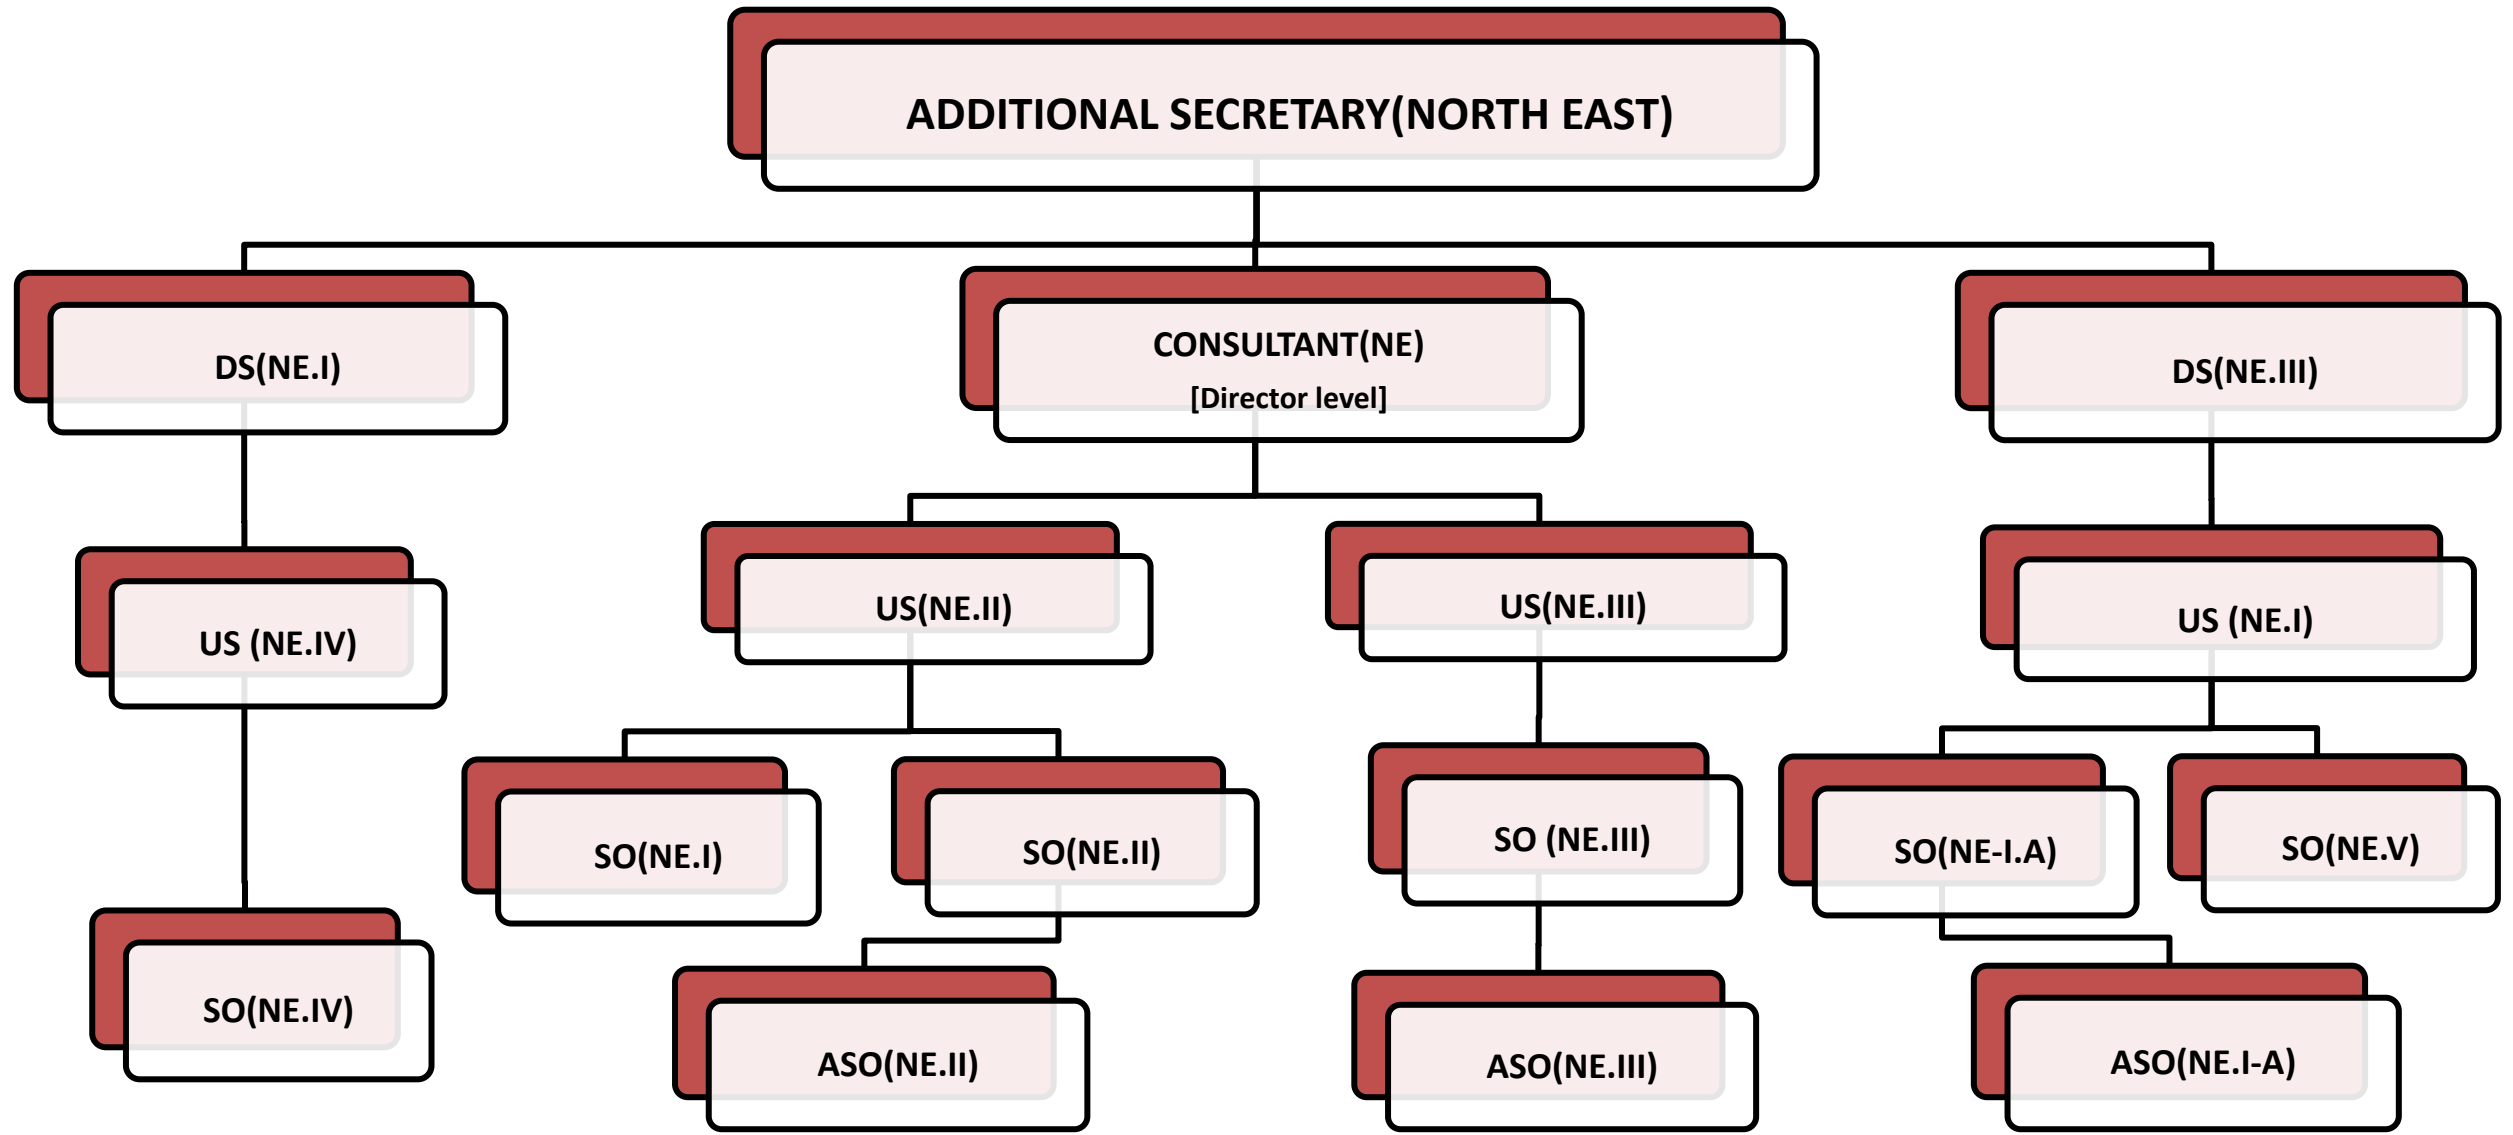 ADDITIONAL SECRETARY(NORTH EAST)
DS(NE.I)
CONSULTANT(NE)
[Director level]
DS(NE.III)
US (NE.IV)
US(NE.II)
US(NE.III)
US (NE.I)
SO(NE.I)
SO(NE.II)
SO (NE.III)
SO(NE-I.A)
SO(NE.V)
SO(NE.IV)
ASO(NE.II)
ASO(NE.III)
ASO(NE.I-A)